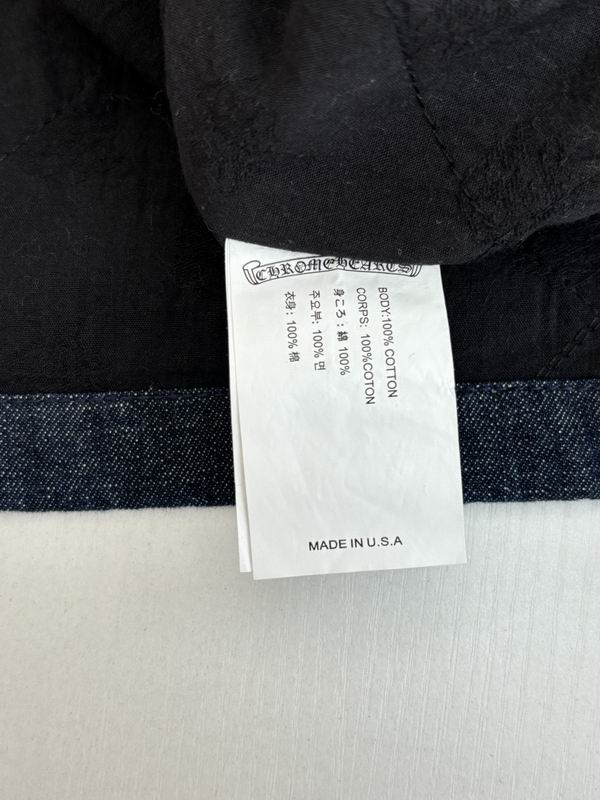 CHROME HEARTS
BODY:100% COTTON
CORPS: 100%COTON
身ころ：綿 100%
주요부: 100% 면
衣身：100% 棉
MADE IN U.S.A